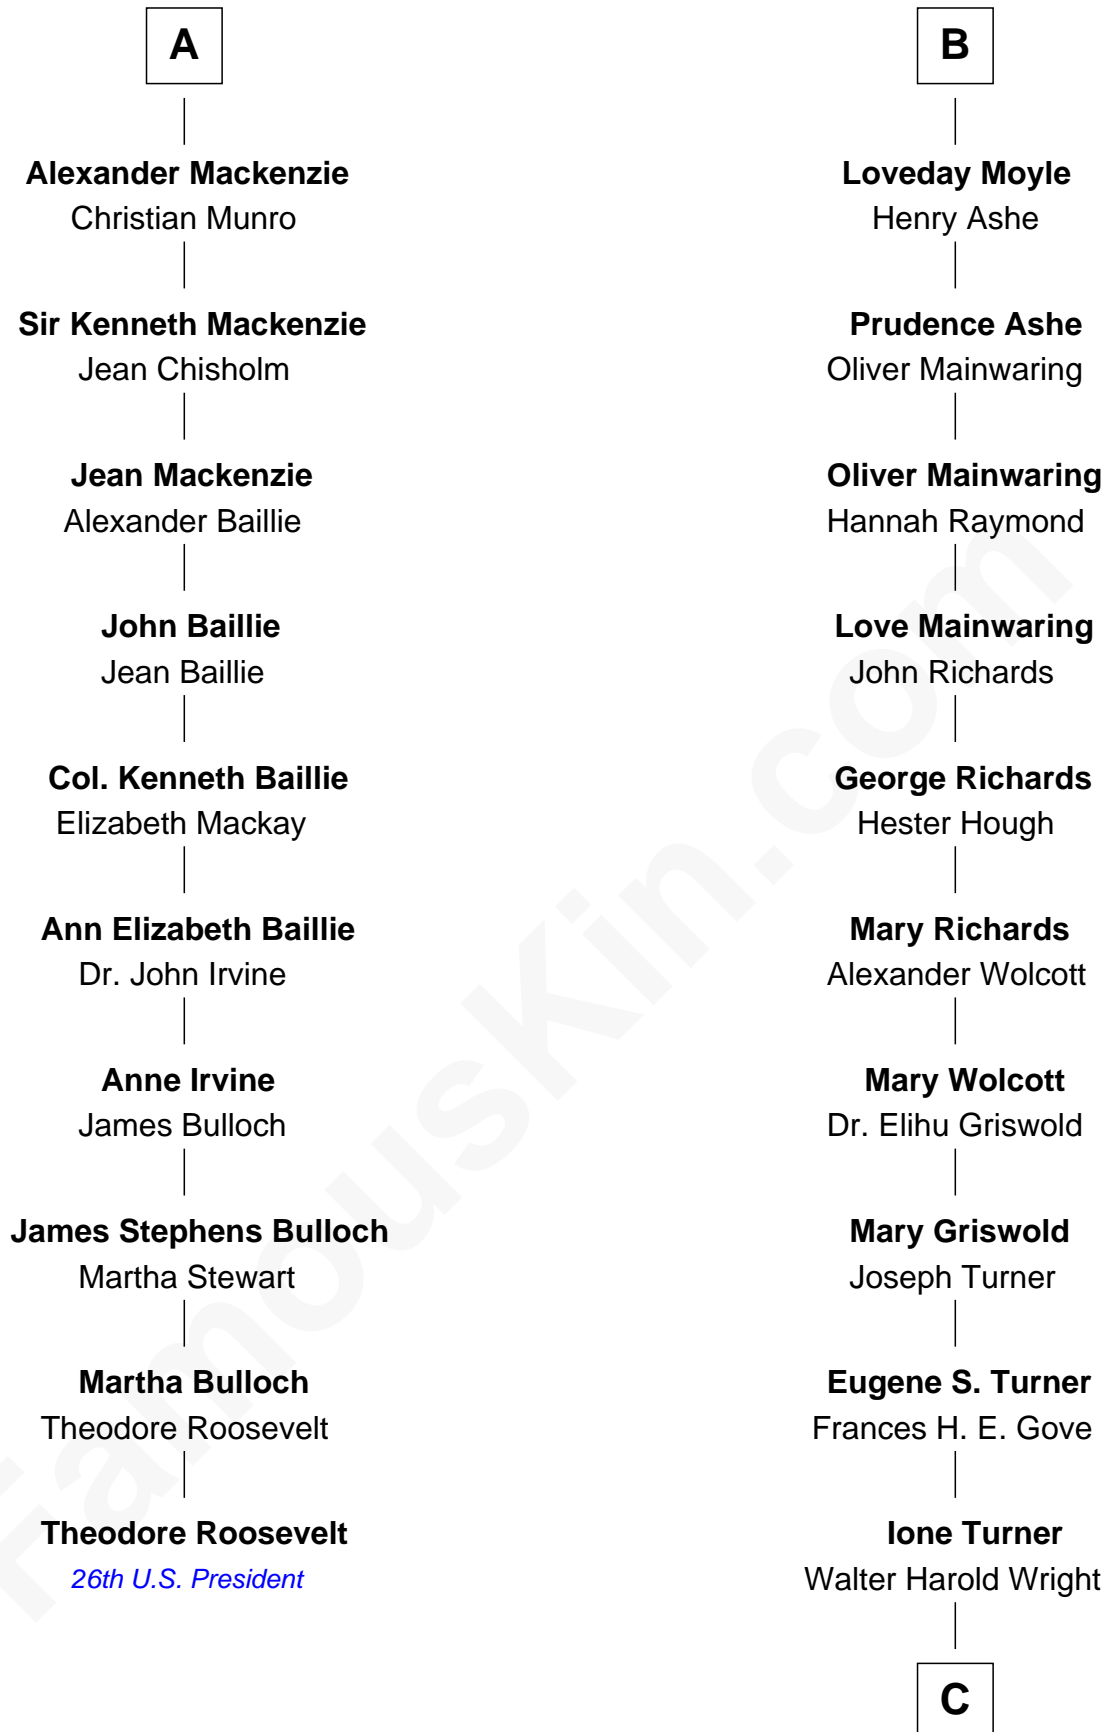 A
Alexander Mackenzie
Christian Munro
Sir Kenneth Mackenzie
Jean Chisholm
Jean Mackenzie
Alexander Baillie
John Baillie
Jean Baillie
Col. Kenneth Baillie
Elizabeth Mackay
Ann Elizabeth Baillie
Dr. John Irvine
Anne Irvine
James Bulloch
James Stephens Bulloch
Martha Stewart
Martha Bulloch
Theodore Roosevelt
Theodore Roosevelt
26th U.S. President
B
Loveday Moyle
Henry Ashe
Prudence Ashe
Oliver Mainwaring
Oliver Mainwaring
Hannah Raymond
Love Mainwaring
John Richards
George Richards
Hester Hough
Mary Richards
Alexander Wolcott
Mary Wolcott
Dr. Elihu Griswold
Mary Griswold
Joseph Turner
Eugene S. Turner
Frances H. E. Gove
Ione Turner
Walter Harold Wright
C
FamousKin.com